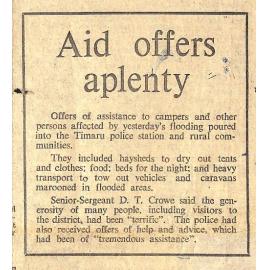 Aid offers
aplenty
Offers of assistance to campers and other
persons affected by yesterday's flooding poured
into the Timaru police station and rural com-
munities.
They included haysheds to dry out tents
and clothes; food; beds for the night; and heavy
transport to tow out vehicles and caravans
marooned in flooded areas.
Senior-Sergeant D. T. Crowe said the gen-
erosity of many people, including visitors to
the district, had been "terrific". The police had
also received offers of help and advice, which
had been of "tremendous assistance".